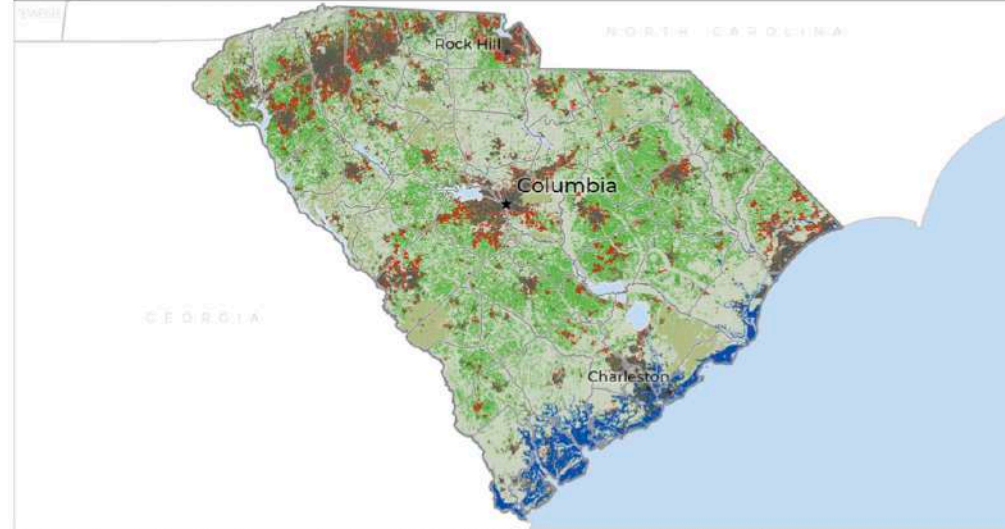 NORTH CAROLINA
Rock Hill
Columbia
GEORGIA
Charleston